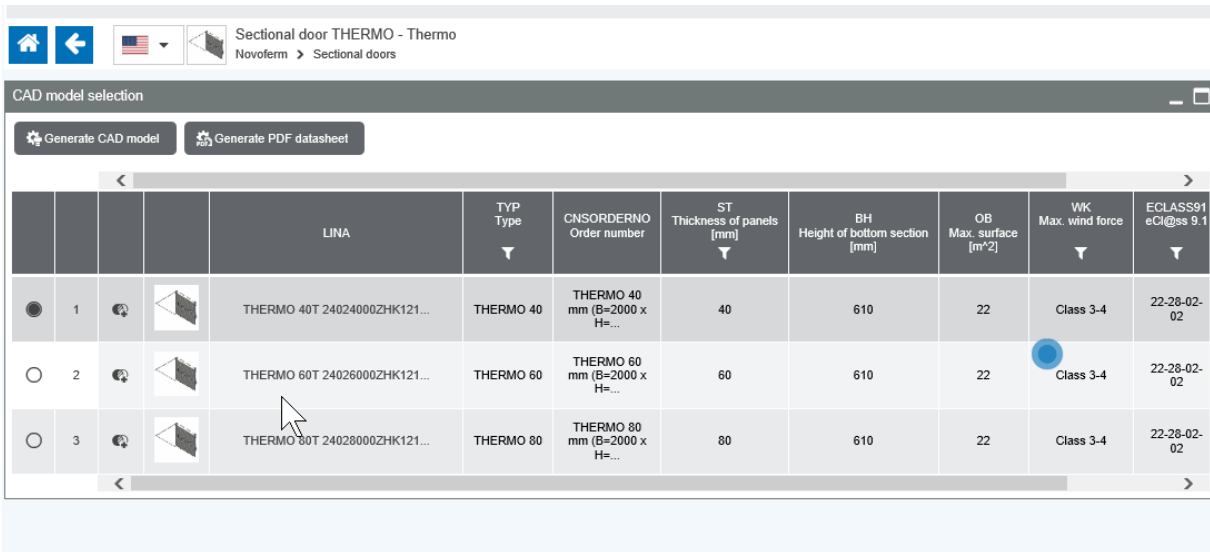 Sectional door THERMO - Thermo
Novoferm > Sectional doors
CAD model selection
Generate CAD model
Generate PDF datasheet
LINA
TYP
Type
CNSORDERNO
Order number
ST
Thickness of panels
[mm]
BH
Height of bottom section
[mm]
OB
Max. surface
[m^2]
WK
Max. wind force
ECLASS91
eCl@ss 9.1
1
THERMO 40T 24024000ZHK121...
THERMO 40
THERMO 40
mm (B=2000 x
H=...
40
610
22
Class 3-4
22-28-02-
02
2
THERMO 60T 24026000ZHK121...
THERMO 60
THERMO 60
mm (B=2000 x
H=...
60
610
22
Class 3-4
22-28-02-
02
3
THERMO 80T 24028000ZHK121...
THERMO 80
THERMO 80
mm (B=2000 x
H=...
80
610
22
Class 3-4
22-28-02-
02